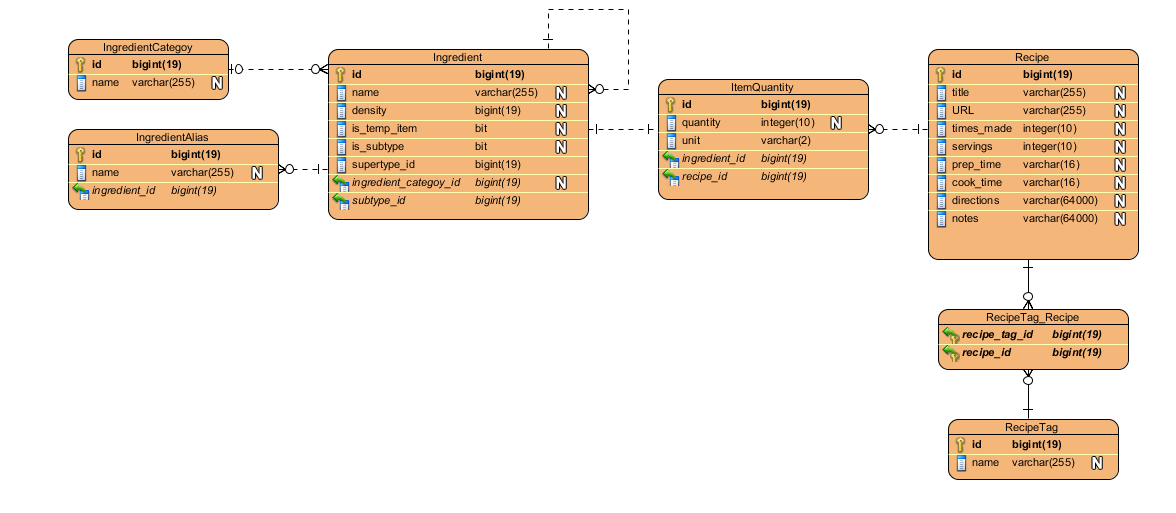 IngredientCategoy
id bigint(19)
name varchar(255) N
IngredientAlias
id bigint(19)
name varchar(255) N
ingredient_id bigint(19)
Ingredient
id bigint(19)
name varchar(255) N
density bigint(19) N
is_temp_item bit N
is_subtype bit N
supertype_id bigint(19)
ingredient_categoy_id bigint(19) N
subtype_id bigint(19)
ItemQuantity
id bigint(19)
quantity integer(10) N
unit varchar(2)
ingredient_id bigint(19)
recipe_id bigint(19)
Recipe
id bigint(19)
title varchar(255) N
URL varchar(255) N
times_made integer(10) N
servings integer(10) N
prep_time varchar(16) N
cook_time varchar(16) N
directions varchar(64000) N
notes varchar(64000) N
RecipeTag_Recipe
recipe_tag_id bigint(19)
recipe_id bigint(19)
RecipeTag
id bigint(19)
name varchar(255) N